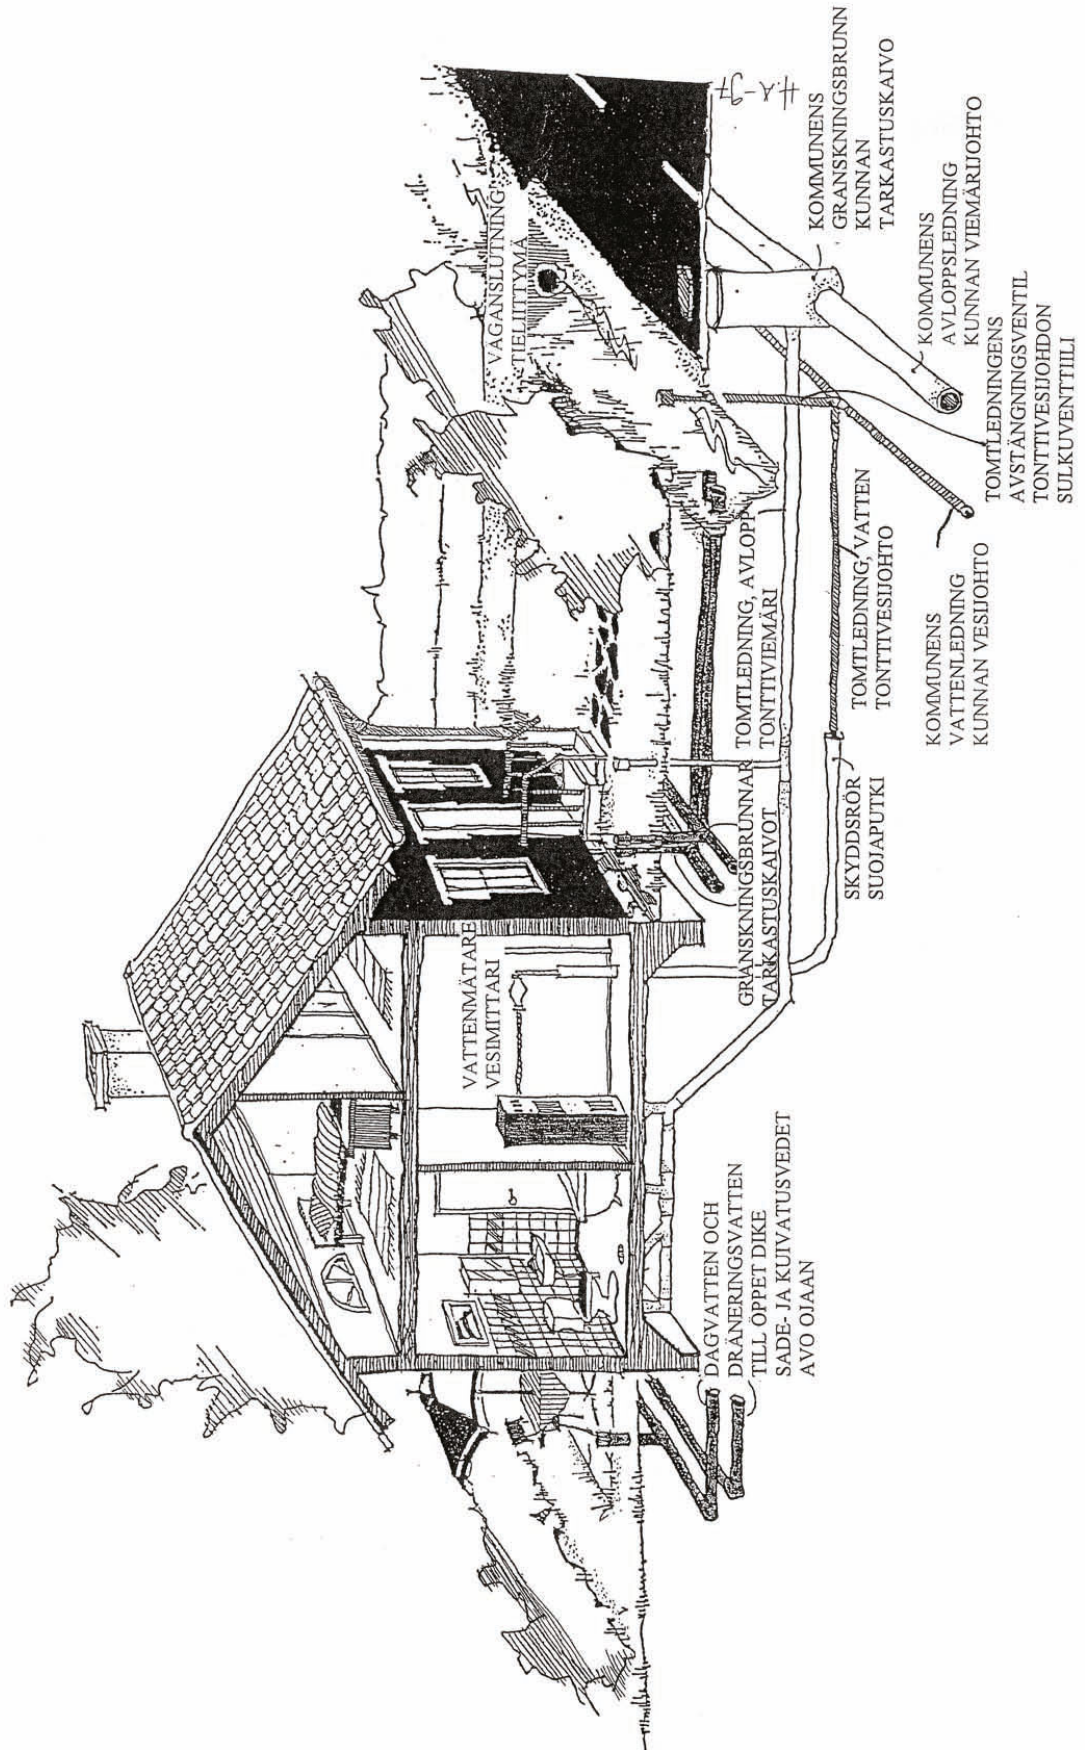 VATTENMÄTARE
VESIMITTARI
VÄGANSLUTNING
TIELIITTYMÄ
H.A-97
GRANSKNINGSBRUNNAR
TARKASTUSKAIVOT
TOMTLEDNING, AVLOPP
TONTTIVIEMÄRI
DAGVATTEN OCH
DRÄNERINGSVATTEN
TILL ÖPPET DIKE
SADE- JA KUIVATUSVEDET
AVO OJAAN
SKYDDSRÖR
SUOJAPUTKI
TOMTLEDNING, VATTEN
TONTTIVESIJOHTO
KOMMUNENS
VATTENLEDNING
KUNNAN VESIJOHTO
TOMTLEDNINGENS
AVSTÄNGNINGSVENTIL
TONTTIVESIJOHDON
SULKUVENTTIILI
KOMMUNENS
AVLOPPSLEDNING
KUNNAN VIEMÄRIJOHTO
KOMMUNENS
GRANSKNINGSBRUNN
KUNNAN
TARKASTUSKAIVO